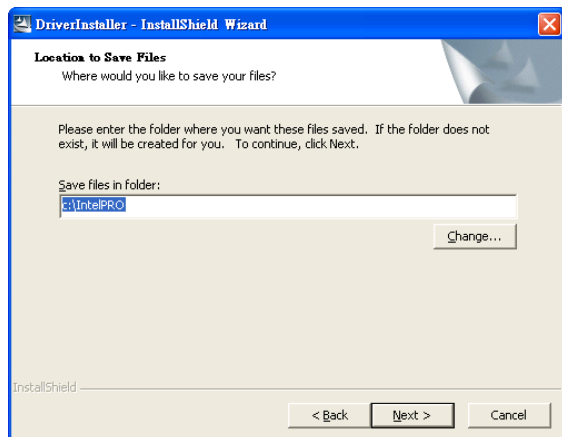 DriverInstaller - InstallShield Wizard
Location to Save Files
Where would you like to save your files?
Please enter the folder where you want these files saved. If the folder does not
exist, it will be created for you. To continue, click Next.
Save files in folder:
c:\IntelPRO
Change...
InstallShield
< Back Next > Cancel